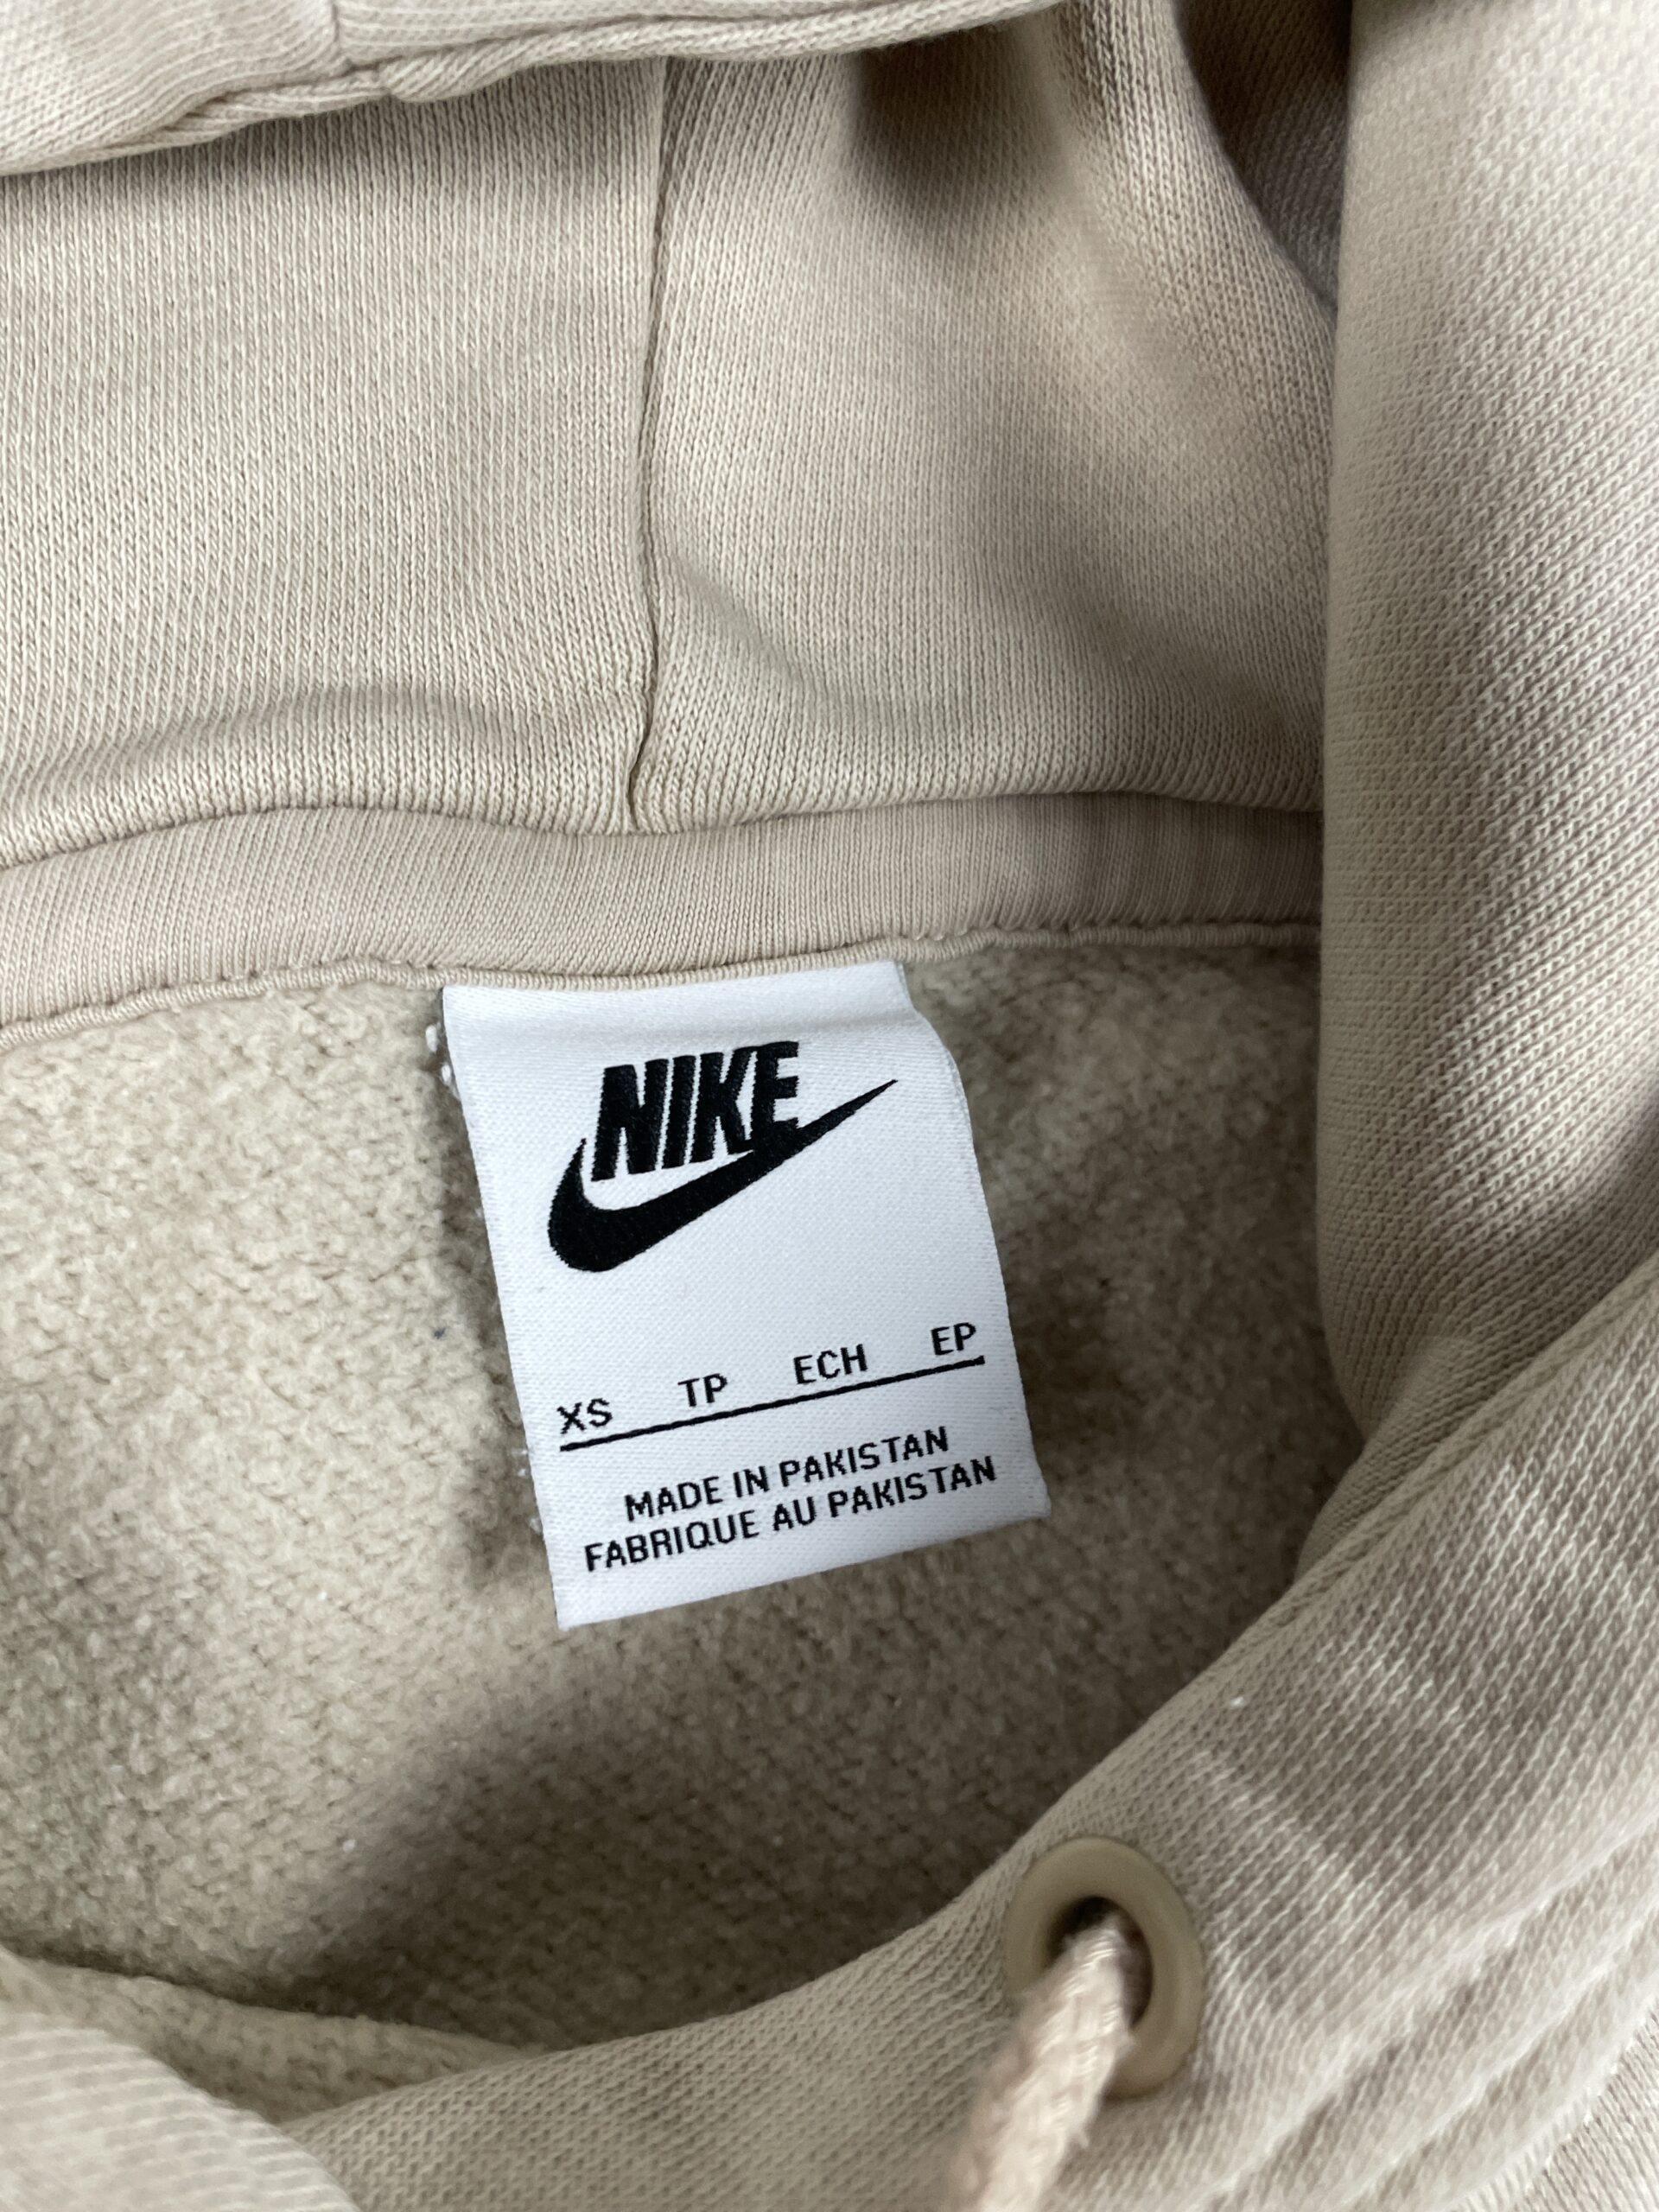 NIKE
XS TP ECH EP
MADE IN PAKISTAN
FABRIQUE AU PAKISTAN